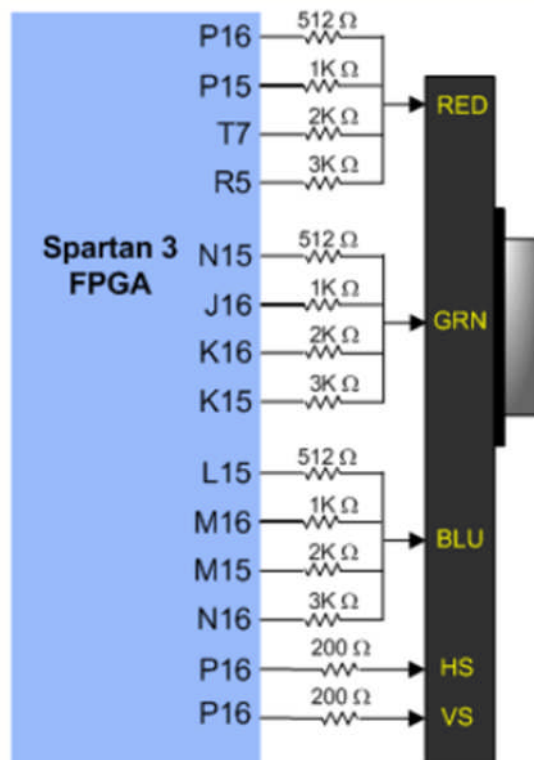 512 Ω
P16
1K Ω
P15
RED
2K Ω
T7
3K Ω
R5
Spartan 3
FPGA
512 Ω
N15
1K Ω
J16
GRN
2K Ω
K16
3K Ω
K15
512 Ω
L15
1K Ω
M16
BLU
2K Ω
M15
3K Ω
N16
200 Ω
P16
HS
200 Ω
P16
VS